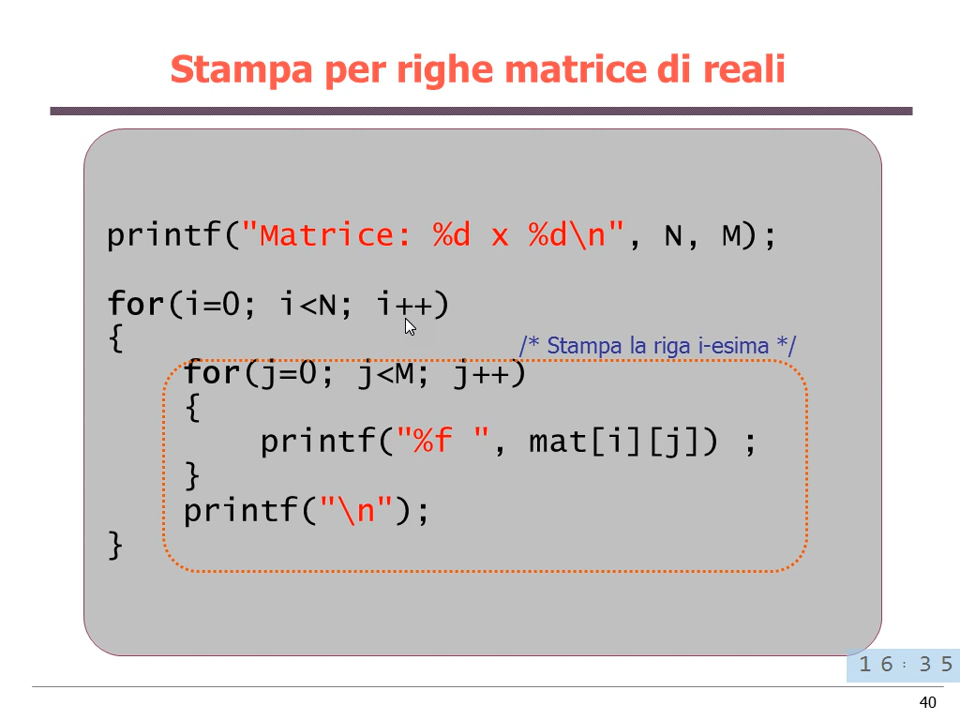 Stampa per righe matrice di reali
printf("Matrice: %d x %d\n", N, M);
for(i=0; i<N; i++)
{
/* Stampa la riga i-esima */
for(j=0; j<M; j++)
{
printf("%f ", mat[i][j]) ;
}
printf("\n");
}
16:35
40